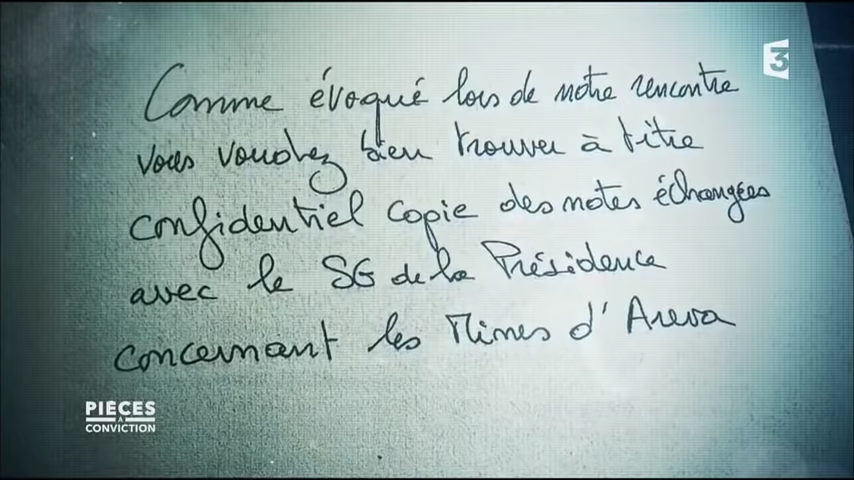 3
Comme évoqué lors de notre rencontre
vous voudrez bien trouver à titre
confidentiel copie des notes échangées
avec le SG de la Présidence
concernant les Mines d'Areva
PIECES
À
CONVICTION